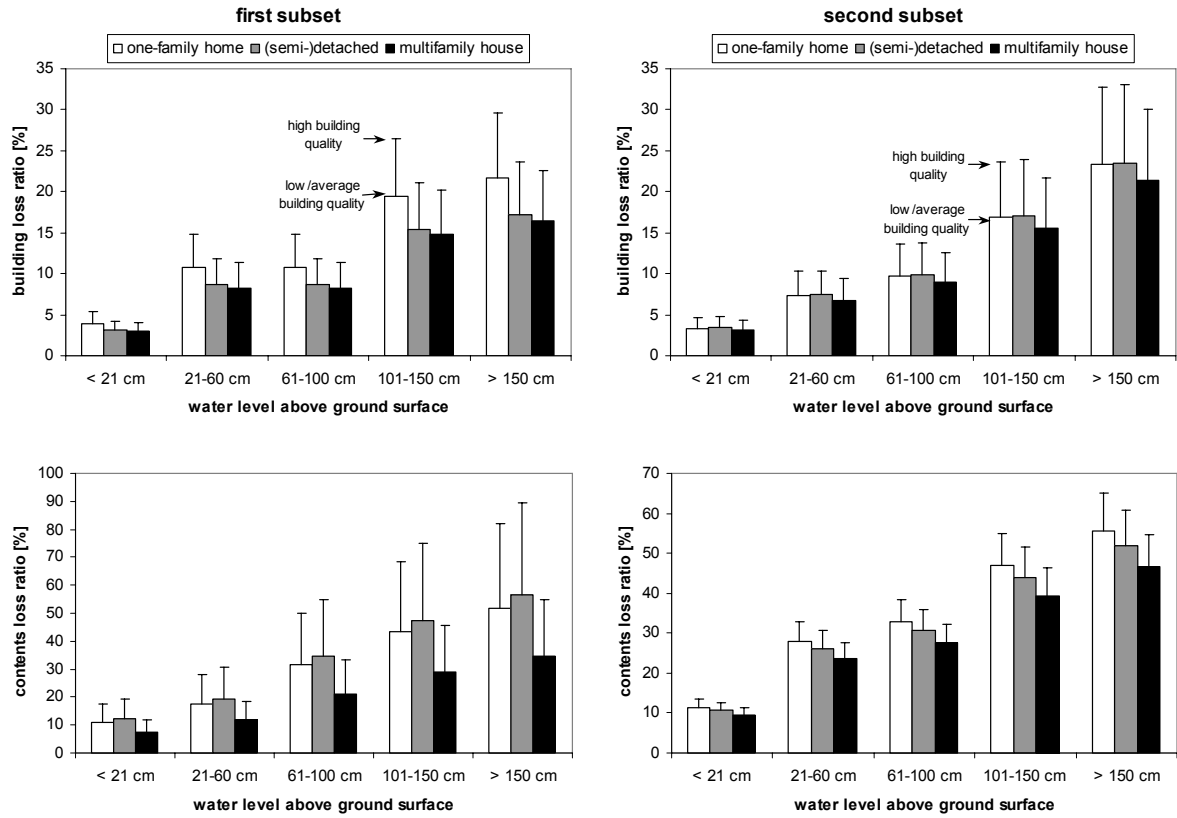 first subset
one-family home (semi-)detached multifamily house
35
30
25
20
15
10
5
0
building loss ratio [%]
high building
quality
low/average
building quality
< 21 cm 21-60 cm 61-100 cm 101-150 cm > 150 cm
water level above ground surface
second subset
one-family home (semi-)detached multifamily house
35
30
25
20
15
10
5
0
building loss ratio [%]
high building
quality
low/average
building quality
< 21 cm 21-60 cm 61-100 cm 101-150 cm > 150 cm
water level above ground surface
100
90
80
70
60
50
40
30
20
10
0
contents loss ratio [%]
< 21 cm 21-60 cm 61-100 cm 101-150 cm > 150 cm
water level above ground surface
70
60
50
40
30
20
10
0
contents loss ratio [%]
< 21 cm 21-60 cm 61-100 cm 101-150 cm > 150 cm
water level above ground surface